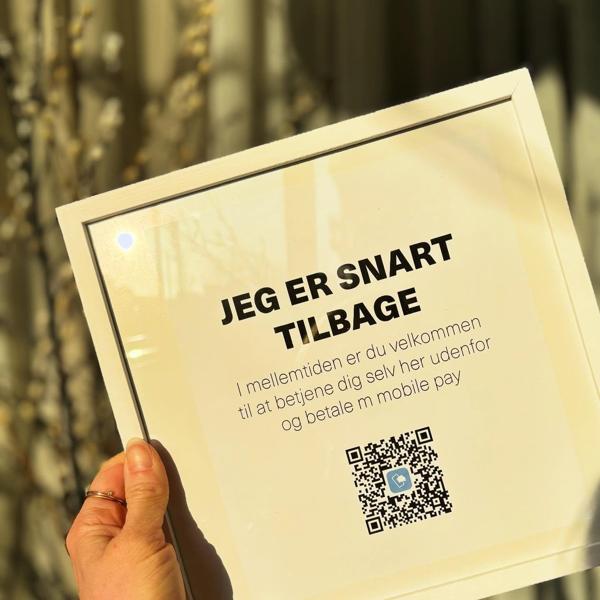 JEG ER SNART
TILBAGE
I mellemtiden er du velkommen
til at betjene dig selv her udenfor
og betale m mobile pay